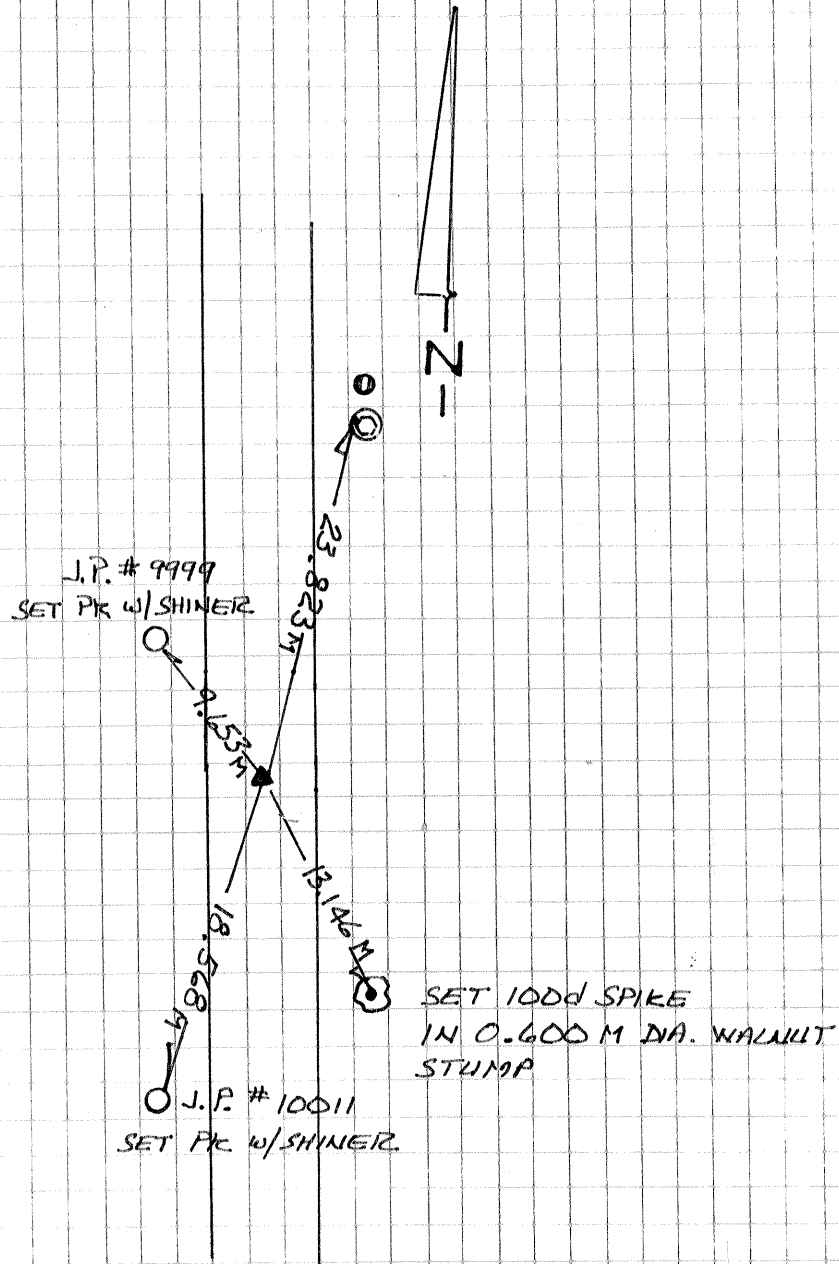 - Z -
23.823 M
J.P. # 9999
SET PK W/SHINER
9.653 M
13.146 M
18.568 M
SET 100d SPIKE
IN 0.600 M DIA. WALNUT
STUMP
J.P. # 10011
SET PK W/SHINER